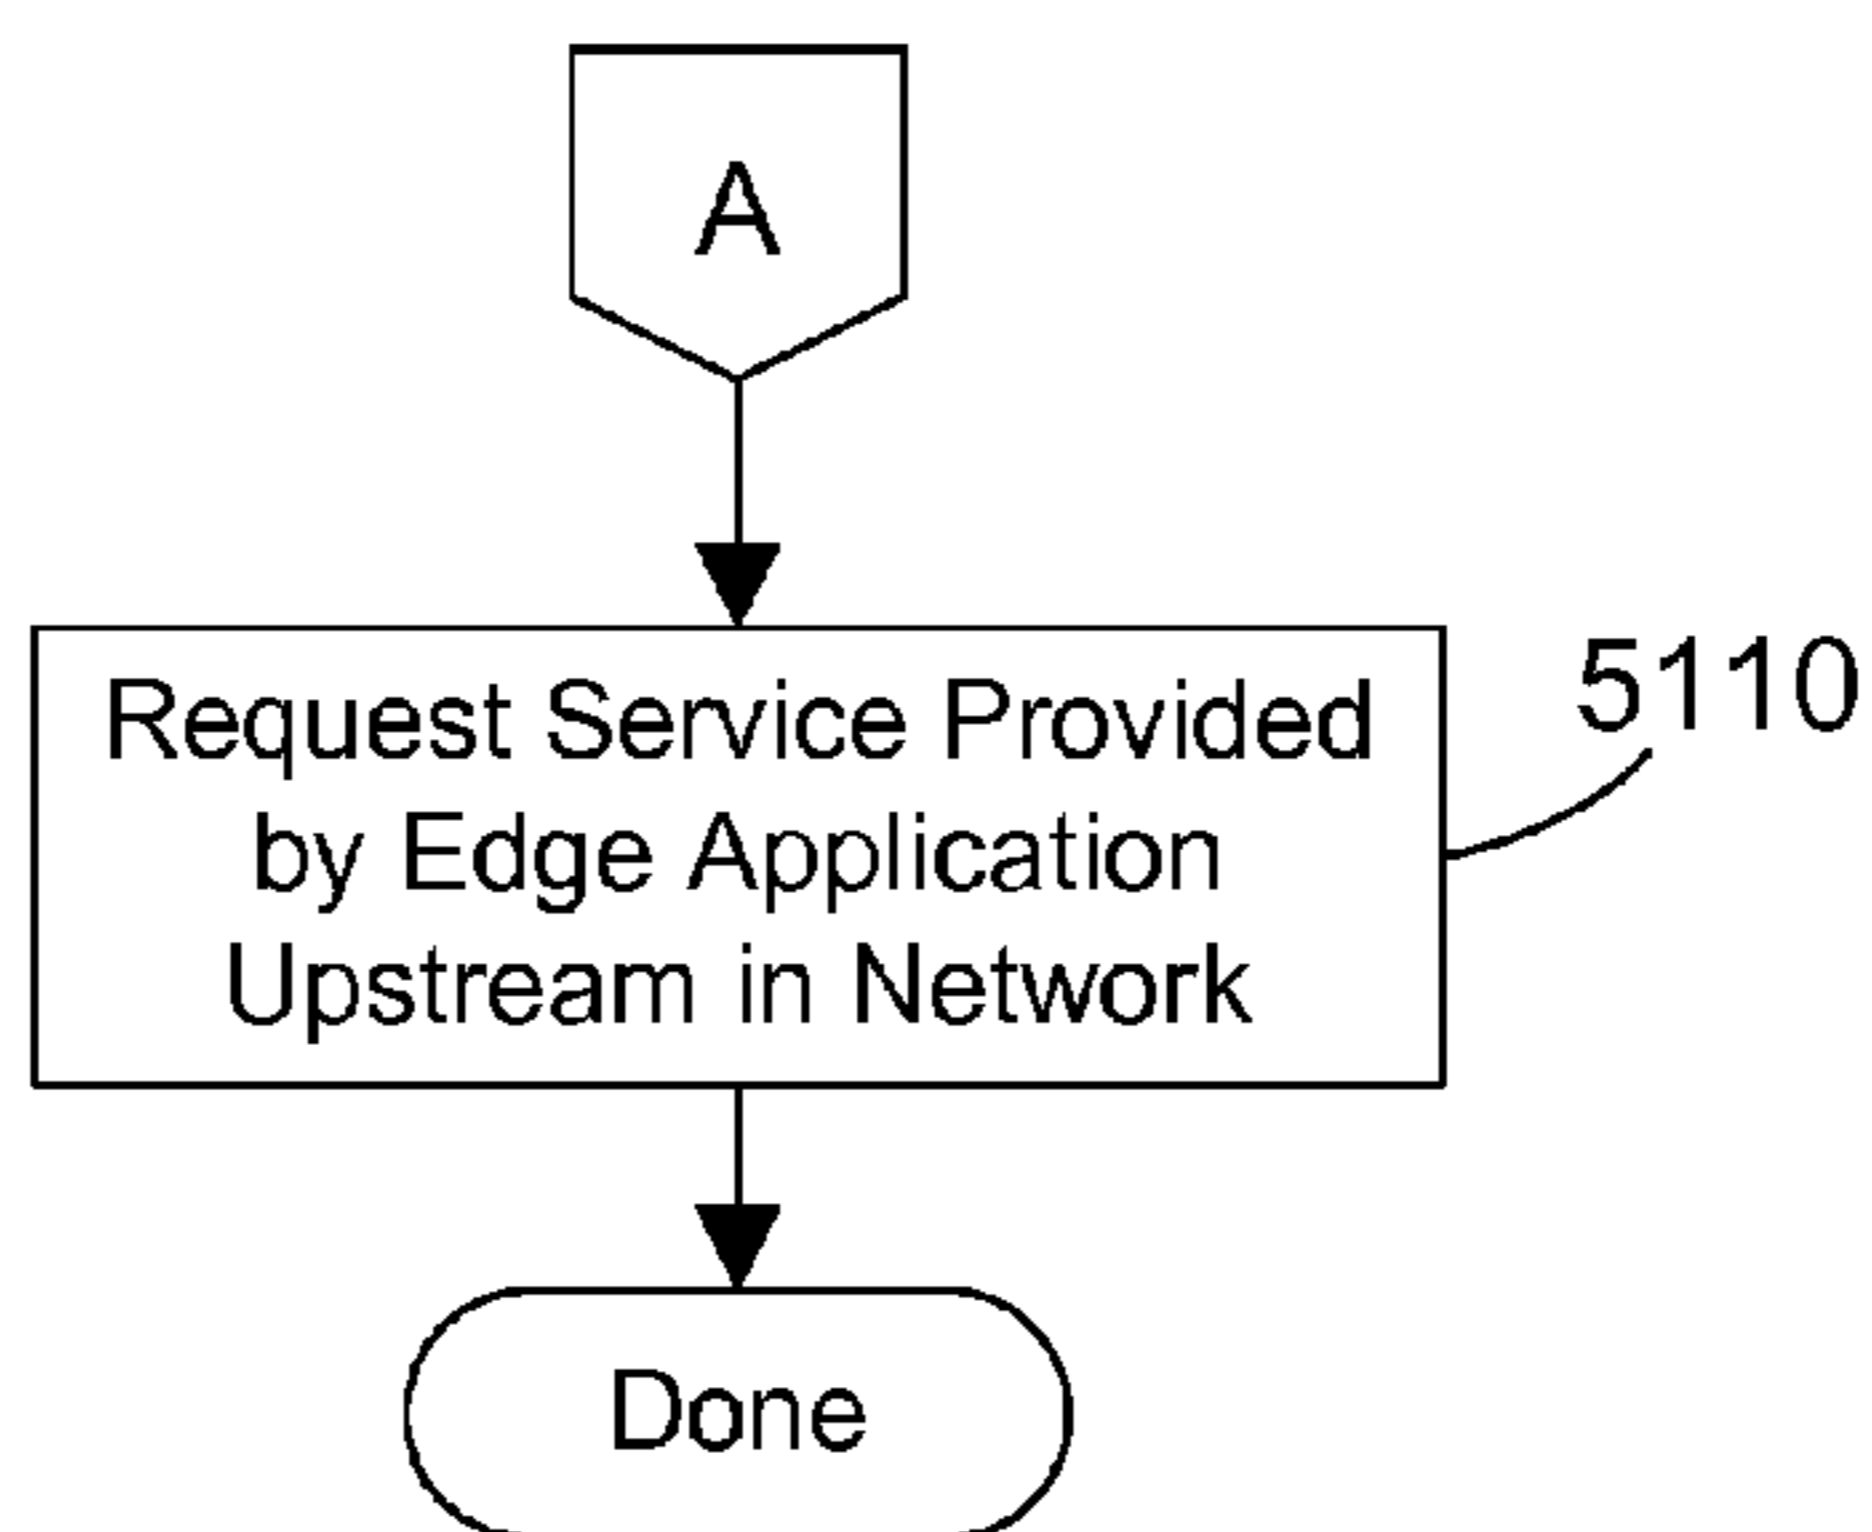 A
Request Service Provided
by Edge Application
Upstream in Network
5110
Done